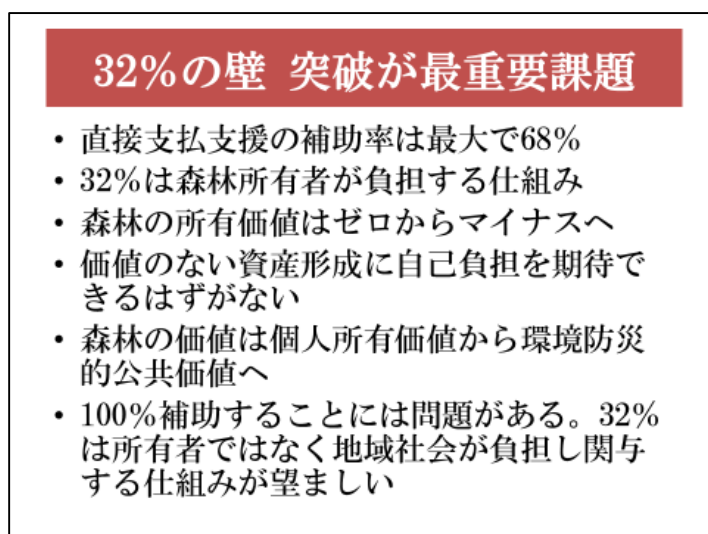 32%の壁 突破が最重要課題
• 直接支払支援の補助率は最大で68%
• 32%は森林所有者が負担する仕組み
• 森林の所有価値はゼロからマイナスへ
• 価値のない資産形成に自己負担を期待で
きるはずがない
• 森林の価値は個人所有価値から環境防災
的公共価値へ
• 100%補助することには問題がある。32%
は所有者ではなく地域社会が負担し関与
する仕組みが望ましい